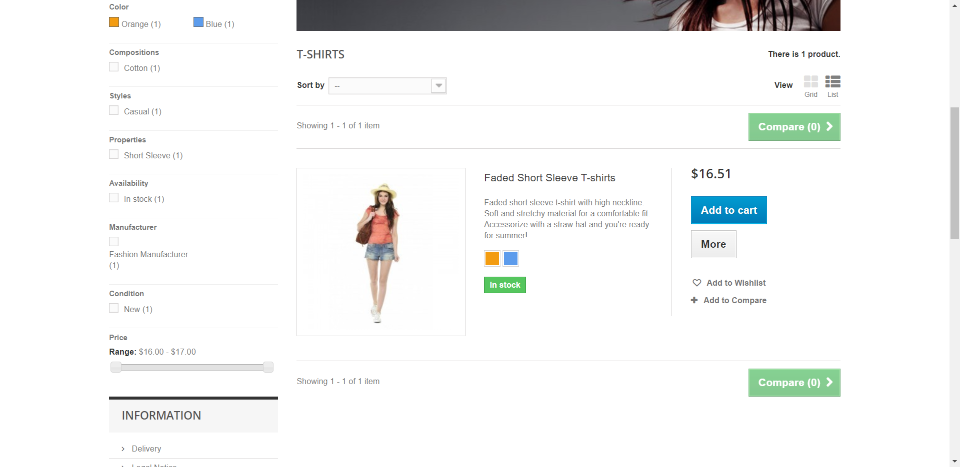 Color
Orange (1)
Blue (1)
Compositions
Cotton (1)
Styles
Casual (1)
Properties
Short Sleeve (1)
Availability
In stock (1)
Manufacturer
Fashion Manufacturer
(1)
Condition
New (1)
Price
Range: $16.00 - $17.00
INFORMATION
Delivery
Legal Notice
T-SHIRTS
There is 1 product.
Sort by
--
View
Grid
List
Showing 1 - 1 of 1 item
Compare (0)
Faded Short Sleeve T-shirts
Faded short sleeve t-shirt with high neckline.
Soft and stretchy material for a comfortable fit.
Accessorize with a straw hat and you're ready
for summer!
In stock
$16.51
Add to cart
More
Add to Wishlist
Add to Compare
Showing 1 - 1 of 1 item
Compare (0)